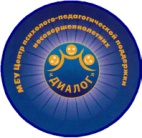 МБУ Центр психолого-педагогической поддержки
несовершеннолетних
ДИАЛОГ